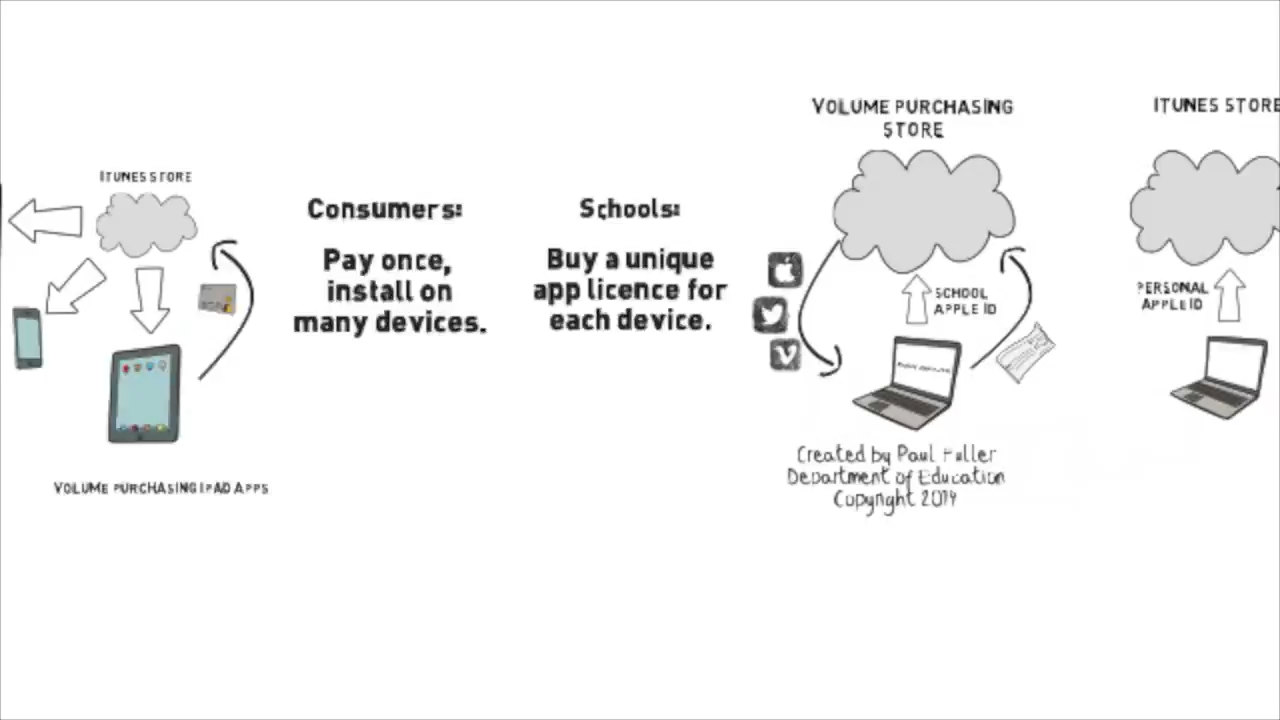 ITUNES STORE
VOLUME PURCHASING IPAD APPS
Consumers:
Pay once,
install on
many devices.
Schools:
Buy a unique
app licence for
each device.
VOLUME PURCHASING
STORE
SCHOOL
APPLE ID
Created by Paul Fuller
Department of Education
Copyright 2014
ITUNES STORE
PERSONAL
APPLE ID